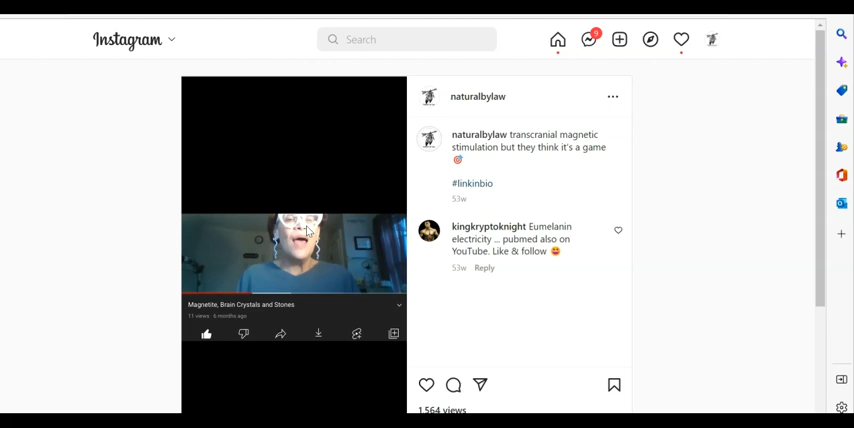 Instagram
Search
9
naturalbylaw
naturalbylaw transcranial magnetic
stimulation but they think it's a game
#linkinbio
53w
kingkryptoknight Eumelanin
electricity ... pubmed also on
YouTube. Like & follow 😄
53w Reply
Magnetite, Brain Crystals and Stones
11 views · 6 months ago
1,564 views